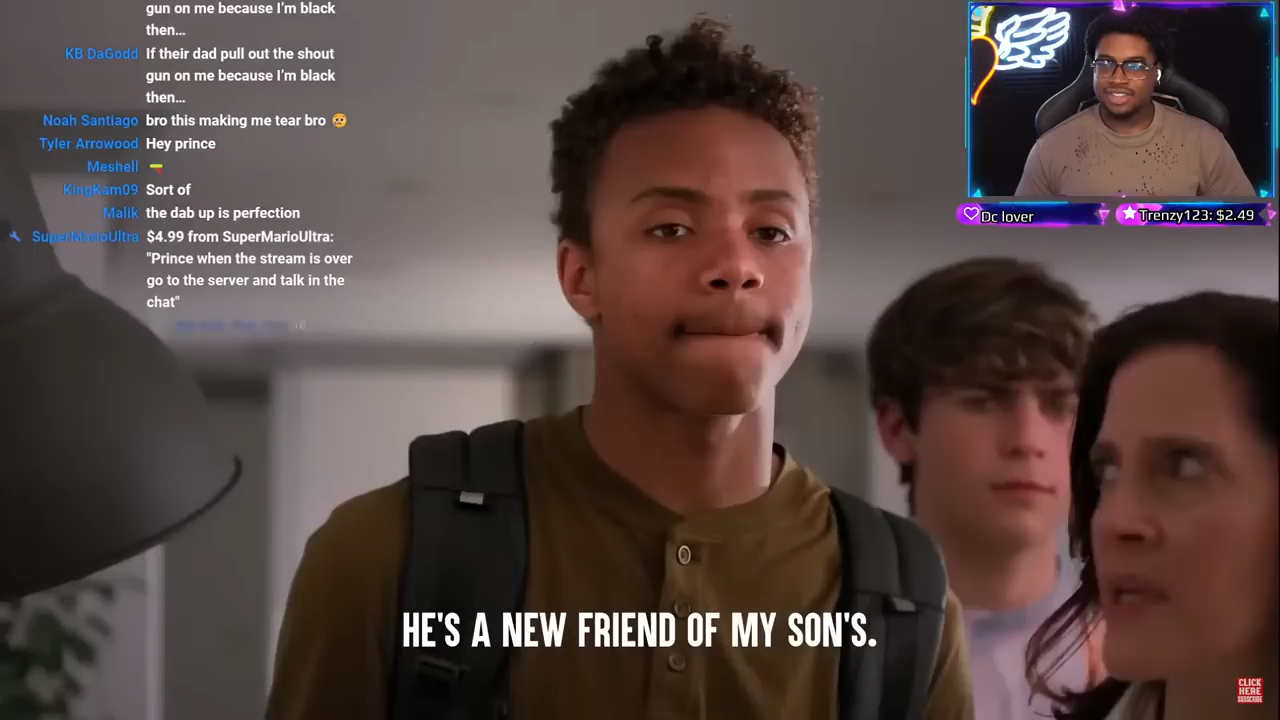 gun on me because I'm black
then…
KB DaGodd If their dad pull out the shout
gun on me because I'm black
then…
Noah Santiago bro this making me tear bro 😢
Tyler Arrowood Hey prince
Meshell
KingKam09 Sort of
Malik the dab up is perfection
SuperMarioUltra $4.99 from SuperMarioUltra:
"Prince when the stream is over
go to the server and talk in the
chat"
Dc lover
Trenzy123: $2.49
HE'S A NEW FRIEND OF MY SON'S.
CLICK
HERE
SUBSCRIBE